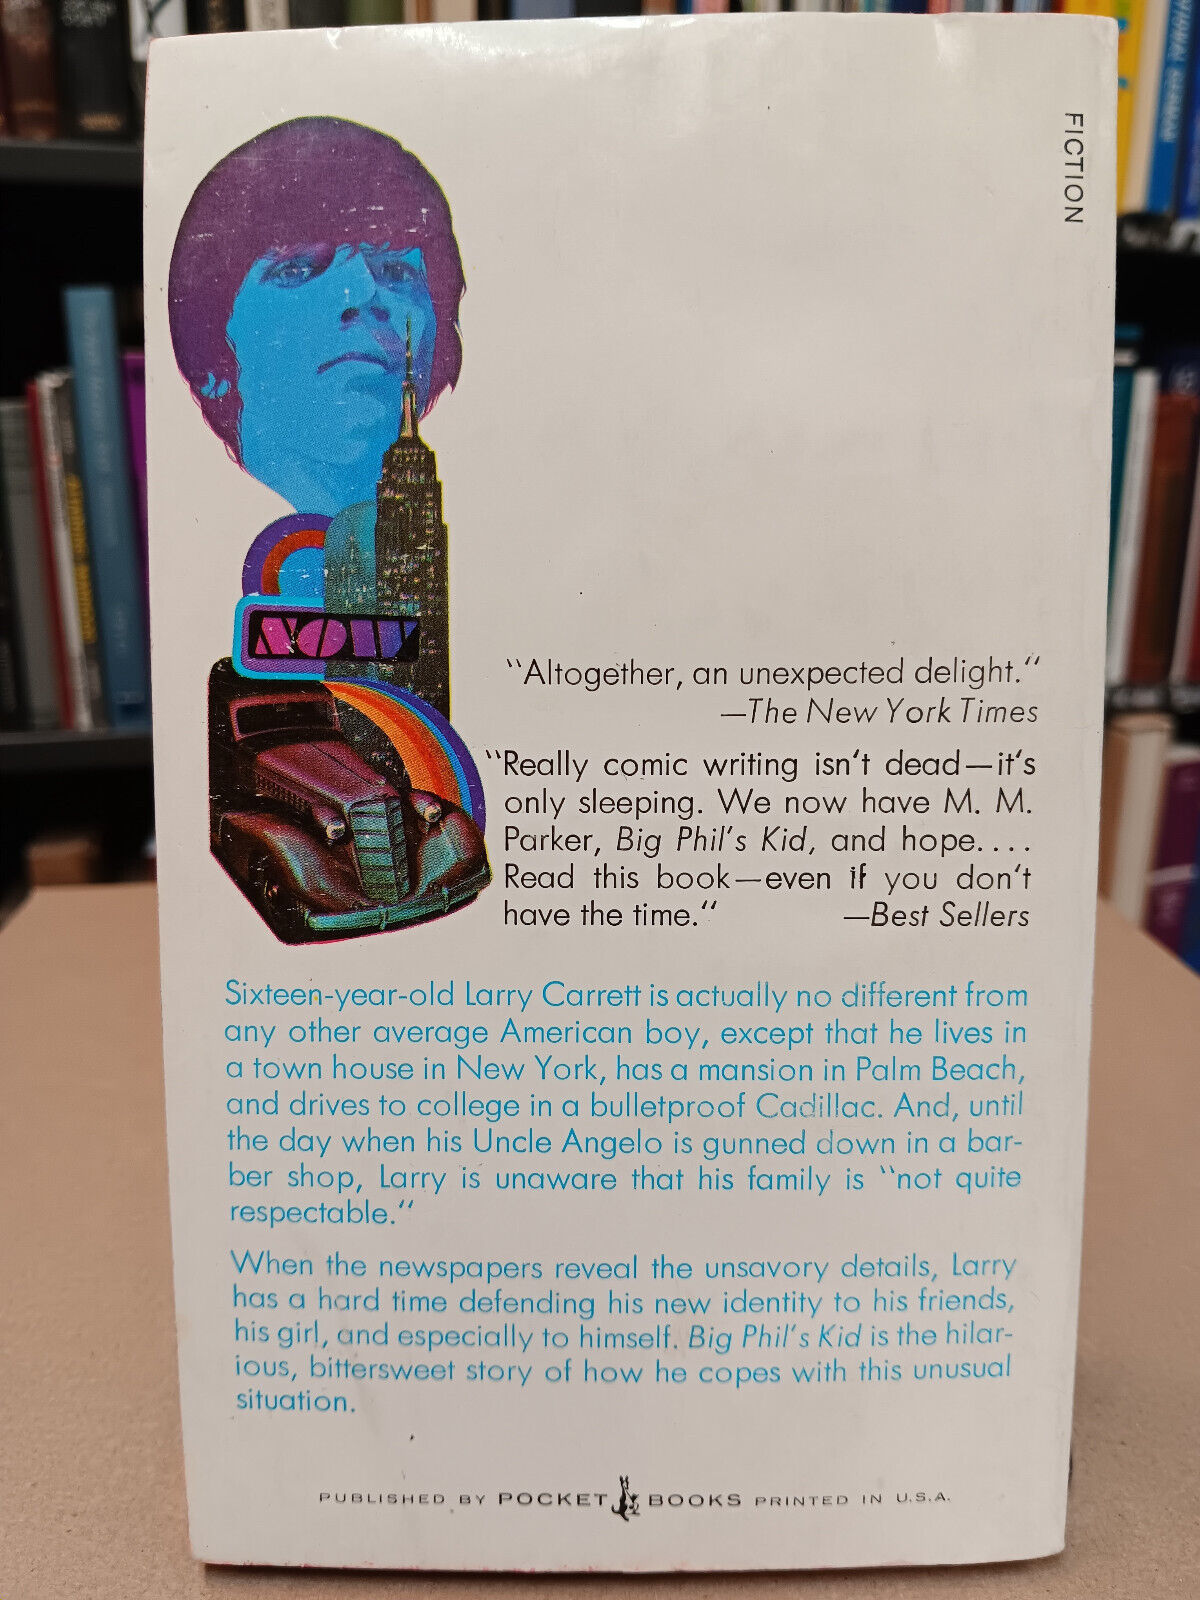 FICTION
NOW
"Altogether, an unexpected delight."
—The New York Times
"Really comic writing isn't dead—it's
only sleeping. We now have M. M.
Parker, Big Phil's Kid, and hope....
Read this book—even if you don't
have the time." —Best Sellers
Sixteen-year-old Larry Carrett is actually no different from
any other average American boy, except that he lives in
a town house in New York, has a mansion in Palm Beach,
and drives to college in a bulletproof Cadillac. And, until
the day when his Uncle Angelo is gunned down in a bar-
ber shop, Larry is unaware that his family is "not quite
respectable."
When the newspapers reveal the unsavory details, Larry
has a hard time defending his new identity to his friends,
his girl, and especially to himself. Big Phil's Kid is the hilar-
ious, bittersweet story of how he copes with this unusual
situation.
PUBLISHED BY POCKET BOOKS PRINTED IN U.S.A.